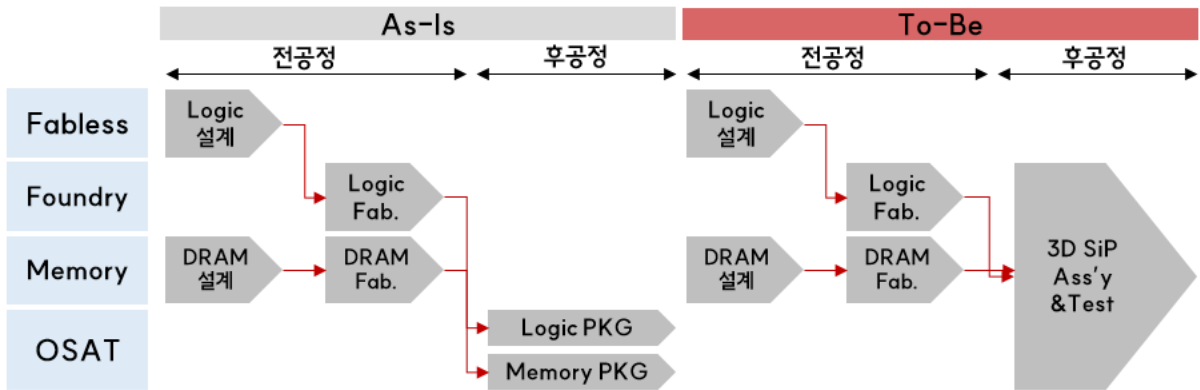 As-Is
To-Be
전공정
후공정
전공정
후공정
Fabless
Logic
설계
Logic
설계
Foundry
Logic
Fab.
Logic
Fab.
Memory
DRAM
설계
DRAM
Fab.
DRAM
설계
DRAM
Fab.
3D SiP
Ass'y
&Test
OSAT
Logic PKG
Memory PKG